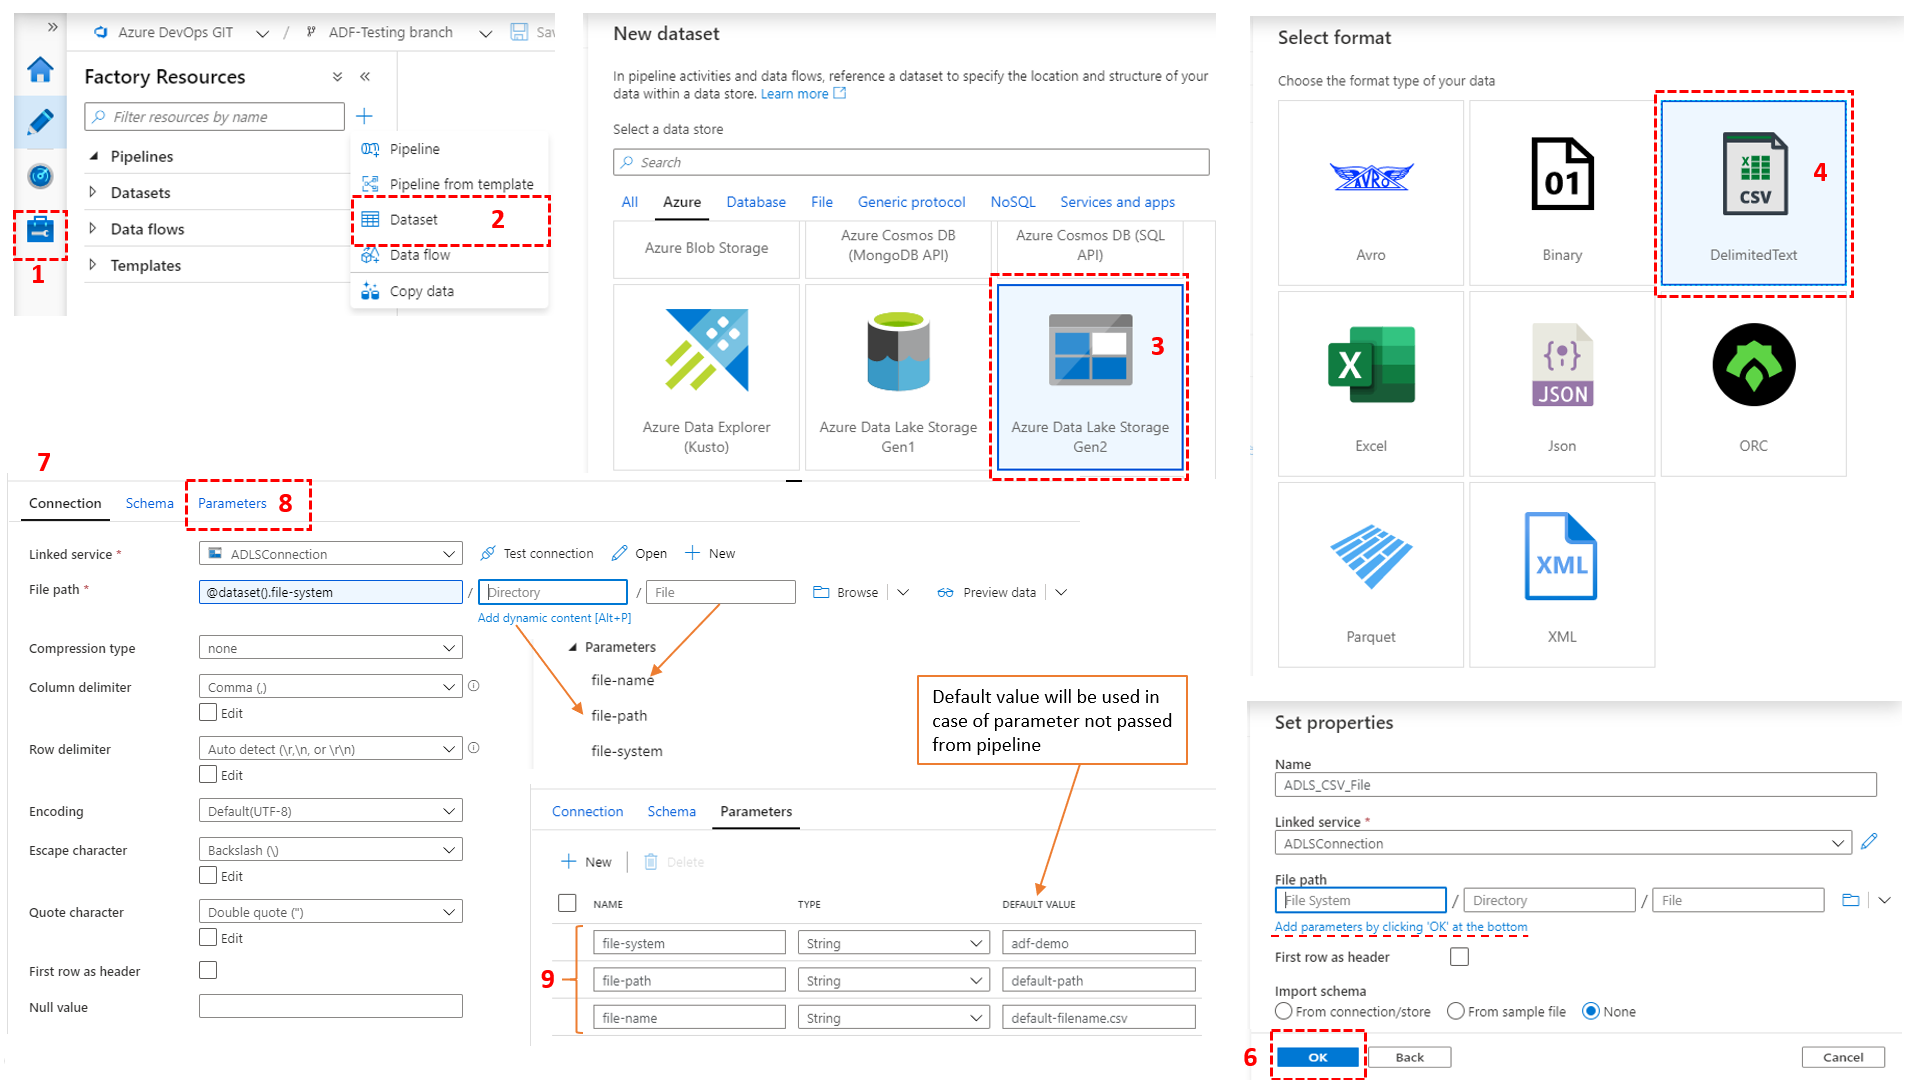 Azure DevOps GIT / ADF-Testing branch
Factory Resources
Filter resources by name
Pipelines
Datasets
Data flows
Templates
1
Pipeline
Pipeline from template
Dataset 2
Data flow
Copy data
New dataset
In pipeline activities and data flows, reference a dataset to specify the location and structure of your
data within a data store. Learn more
Select a data store
Search
All Azure Database File Generic protocol NoSQL Services and apps
Azure Blob Storage
Azure Cosmos DB
(MongoDB API)
Azure Cosmos DB (SQL
API)
3
Azure Data Explorer
(Kusto)
Azure Data Lake Storage
Gen1
Azure Data Lake Storage
Gen2
Select format
Choose the format type of your data
AVRO
Avro
01
Binary
CSV
4
DelimitedText
X
Excel
JSON
Json
ORC
Parquet
XML
XML
7
Connection Schema Parameters 8
Linked service * ADLSConnection Test connection Open New
File path * @dataset().file-system / Directory / File Browse Preview data
Add dynamic content [Alt+P]
Compression type none
Column delimiter Comma (,)
Edit
Row delimiter Auto detect (\r,\n, or \r\n)
Edit
Encoding Default(UTF-8)
Escape character Backslash (\)
Edit
Quote character Double quote (")
Edit
First row as header
Null value
Parameters
file-name
file-path
file-system
Default value will be used in
case of parameter not passed
from pipeline
Connection Schema Parameters
New Delete
NAME TYPE DEFAULT VALUE
file-system String adf-demo
9 file-path String default-path
file-name String default-filename.csv
Set properties
Name
ADLS_CSV_File
Linked service *
ADLSConnection
File path
File System / Directory / File
Add parameters by clicking 'OK' at the bottom
First row as header
Import schema
From connection/store From sample file None
6 OK Back Cancel